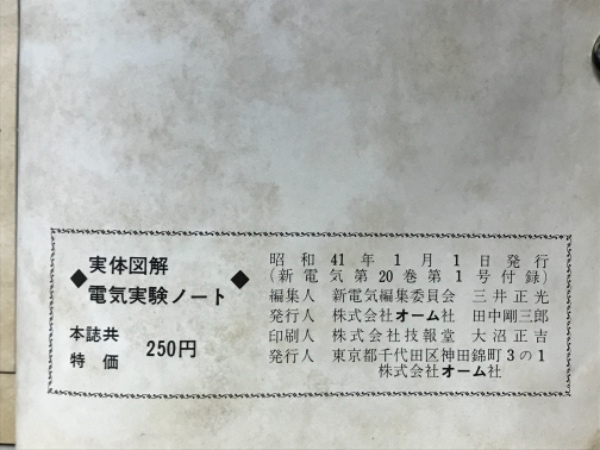 ◆実体図解
電気実験ノート◆
本誌共
特価 250円
昭和41年1月1日発行
(新電気第20巻第1号付録)
編集人 新電気編集委員会 三井正光
発行人 株式会社オーム社 田中剛三郎
印刷人 株式会社技報堂 大沼正吉
発行人 東京都千代田区神田錦町3の1
株式会社オーム社